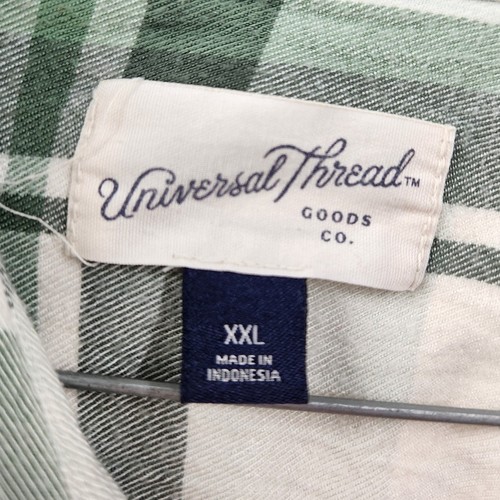 Universal Thread™
GOODS
CO.
XXL
MADE IN
INDONESIA